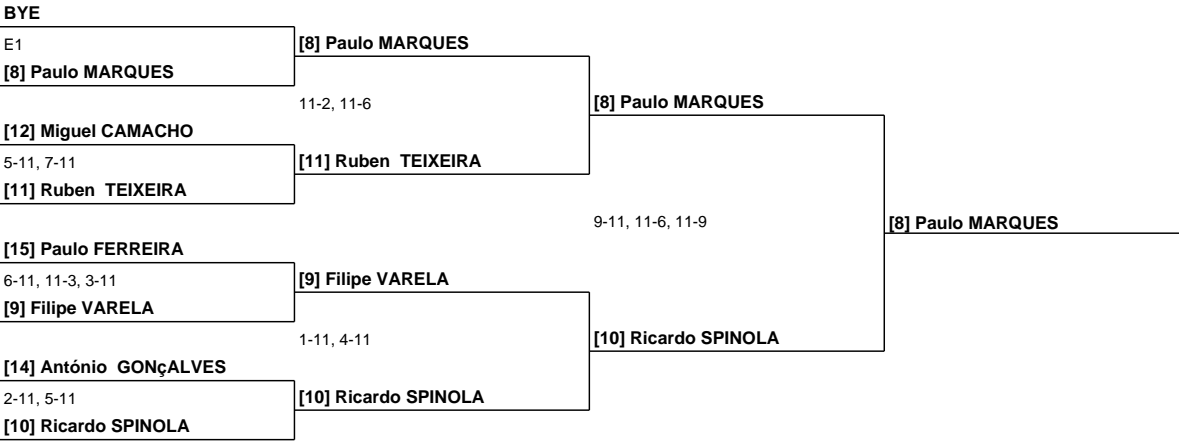 BYE
E1
[8] Paulo MARQUES
[8] Paulo MARQUES
11-2, 11-6
[8] Paulo MARQUES
[12] Miguel CAMACHO
5-11, 7-11
[11] Ruben  TEIXEIRA
[11] Ruben  TEIXEIRA
9-11, 11-6, 11-9
[8] Paulo MARQUES
[15] Paulo FERREIRA
6-11, 11-3, 3-11
[9] Filipe VARELA
[9] Filipe VARELA
1-11, 4-11
[10] Ricardo SPINOLA
[14] António  GONçALVES
2-11, 5-11
[10] Ricardo SPINOLA
[10] Ricardo SPINOLA